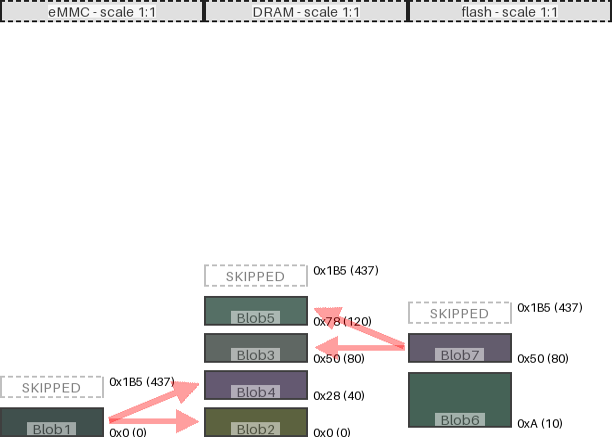 eMMC - scale 1:1
DRAM - scale 1:1
flash - scale 1:1
SKIPPED
0x1B5 (437)
Blob1
0x0 (0)
SKIPPED
0x1B5 (437)
Blob5
0x78 (120)
Blob3
0x50 (80)
Blob4
0x28 (40)
Blob2
0x0 (0)
SKIPPED
0x1B5 (437)
Blob7
0x50 (80)
Blob6
0xA (10)